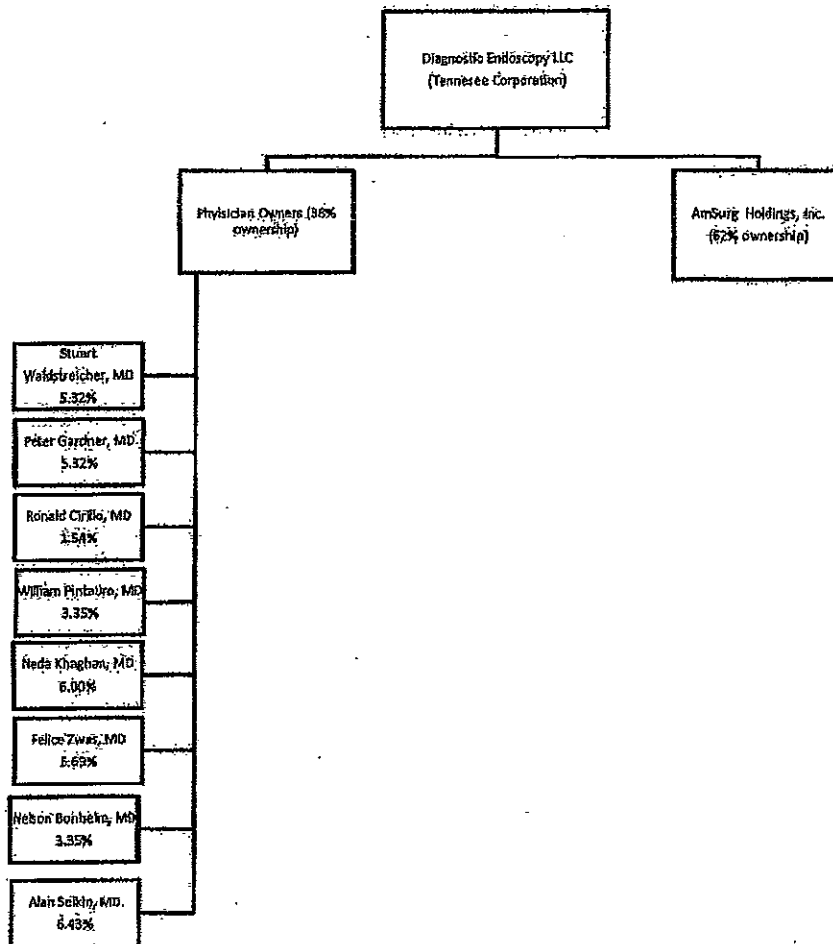 Diagnostic Endoscopy LLC
(Tennesee Corporation)
Phyisician Owners (38%
ownership)
AmSurg Holdings, Inc.
(62% ownership)
Stuart
Waldstreicher, MD
5.32%
Peter Gardner, MD
5.32%
Ronald Cirillo, MD
William Pintauro, MD
3.35%
Neda Khaghan, MD
6.00%
Felice Zwas, MD
Nelson Bonheim, MD
3.35%
Alan Selkin, MD.
6.43%